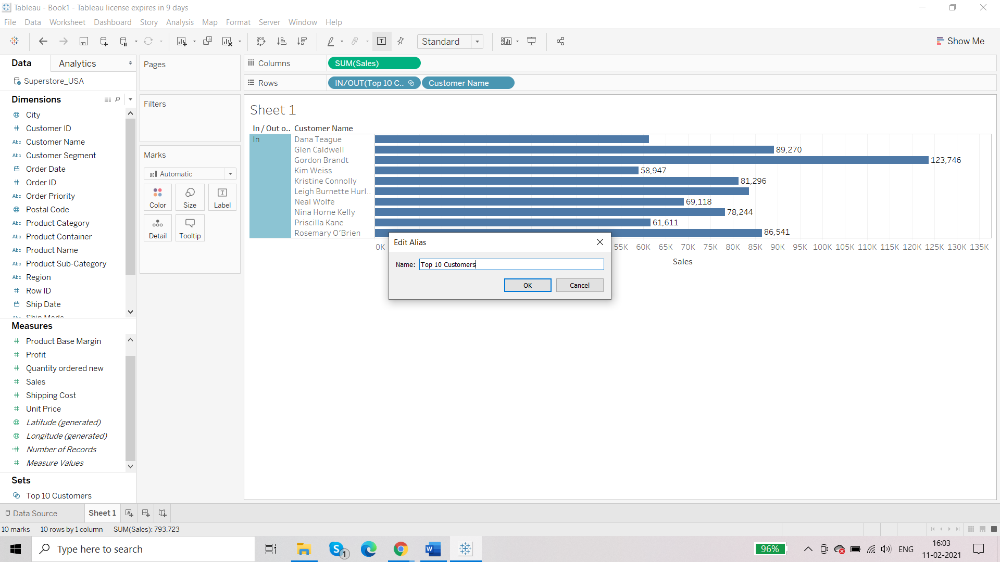 Tableau - Book1 - Tableau license expires in 9 days
File Data Worksheet Dashboard Story Analysis Map Format Server Window Help
Standard
Show Me
Data Analytics
Superstore_USA
Dimensions
City
Customer ID
Customer Name
Customer Segment
Order Date
Order ID
Order Priority
Postal Code
Product Category
Product Container
Product Name
Product Sub-Category
Region
Row ID
Ship Date
Ship Mode
Measures
Product Base Margin
Profit
Quantity ordered new
Sales
Shipping Cost
Unit Price
Latitude (generated)
Longitude (generated)
Number of Records
Measure Values
Sets
Top 10 Customers
Pages
Filters
Marks
Automatic
Color Size Label
Detail Tooltip
Columns SUM(Sales)
Rows IN/OUT(Top 10 C.. Customer Name
Sheet 1
In / Out o.. Customer Name
In Dana Teague
Glen Caldwell 89,270
Gordon Brandt 123,746
Kim Weiss 58,947
Kristine Connolly 81,296
Leigh Burnette Hurl..
Neal Wolfe 69,118
Nina Horne Kelly 78,244
Priscilla Kane 61,611
Rosemary O'Brien 86,541
0K 55K 60K 65K 70K 75K 80K 85K 90K 95K 100K 105K 110K 115K 120K 125K 130K 135K
Sales
Edit Alias
Name: Top 10 Customers
OK Cancel
Data Source Sheet 1
10 marks 10 rows by 1 column SUM(Sales): 793,723
Type here to search
1
96%
ENG
16:03
11-02-2021